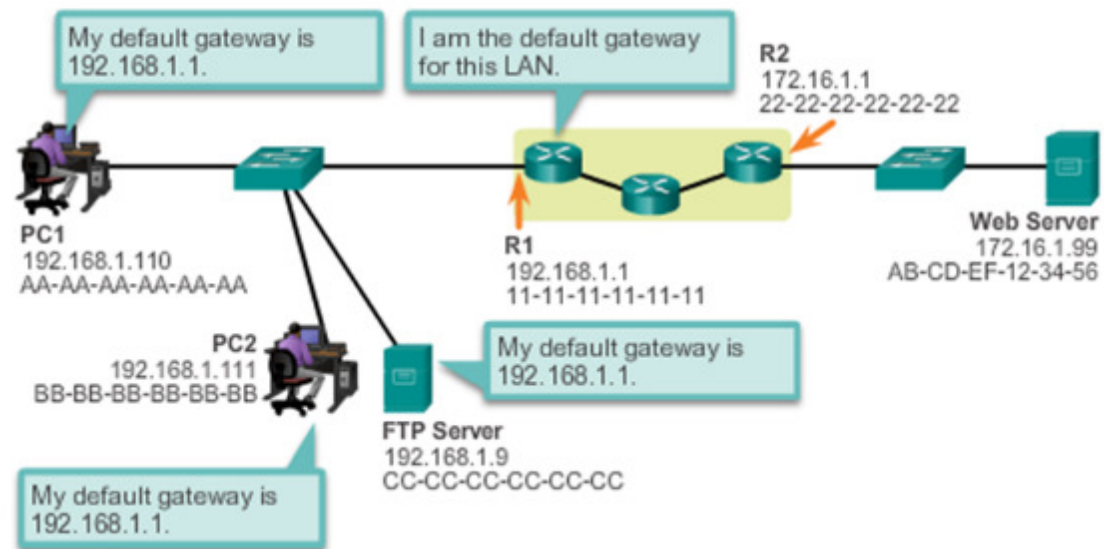 My default gateway is
192.168.1.1.
I am the default gateway
for this LAN.
R2
172.16.1.1
22-22-22-22-22-22
PC1
192.168.1.110
AA-AA-AA-AA-AA-AA
R1
192.168.1.1
11-11-11-11-11-11
Web Server
172.16.1.99
AB-CD-EF-12-34-56
PC2
192.168.1.111
BB-BB-BB-BB-BB-BB
My default gateway is
192.168.1.1.
FTP Server
192.168.1.9
CC-CC-CC-CC-CC-CC
My default gateway is
192.168.1.1.